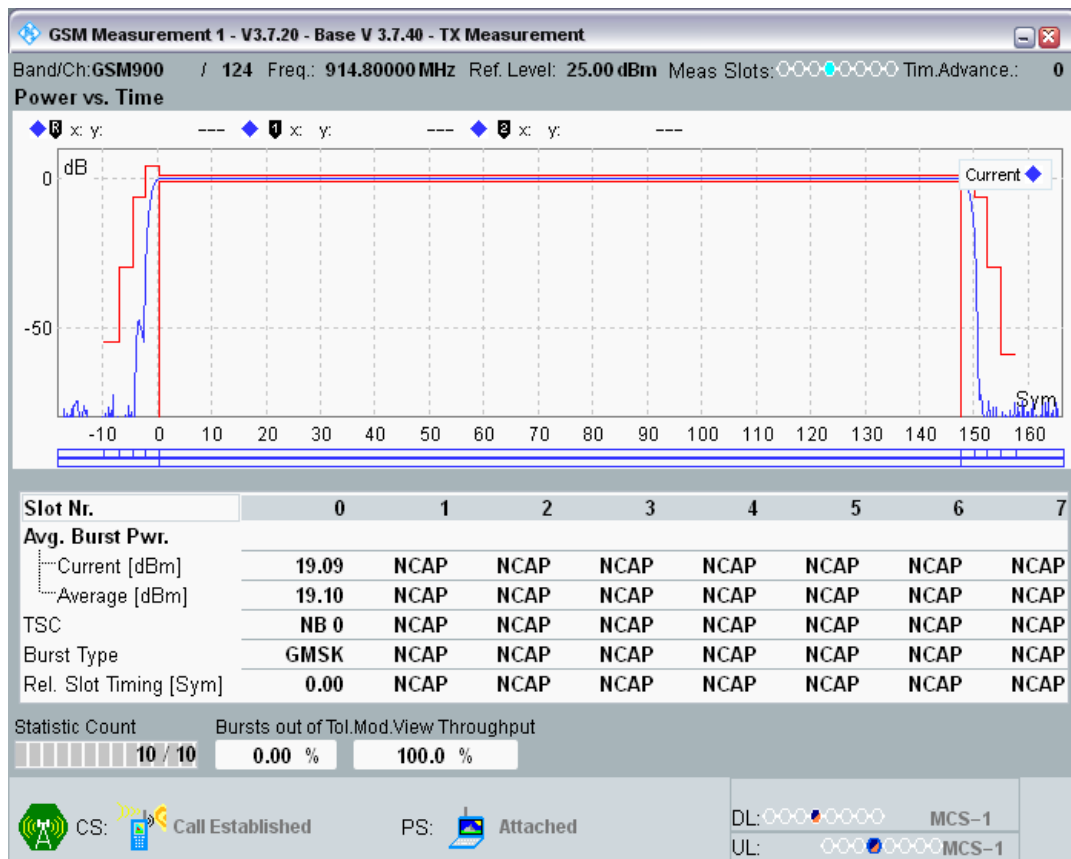 GSM Measurement 1 - V3.7.20 - Base V 3.7.40 - TX Measurement
Band/Ch:GSM900 / 124 Freq.: 914.80000 MHz Ref. Level: 25.00 dBm Meas Slots: Tim.Advance.: 0
Power vs. Time
R x: y: --- 1 x: y: --- 2 x: y: ---
dB
0
Current
-50
Sym
-10 0 10 20 30 40 50 60 70 80 90 100 110 120 130 140 150 160
Slot Nr. 0 1 2 3 4 5 6 7
Avg. Burst Pwr.
Current [dBm] 19.09 NCAP NCAP NCAP NCAP NCAP NCAP NCAP
Average [dBm] 19.10 NCAP NCAP NCAP NCAP NCAP NCAP NCAP
TSC NB 0 NCAP NCAP NCAP NCAP NCAP NCAP NCAP
Burst Type GMSK NCAP NCAP NCAP NCAP NCAP NCAP NCAP
Rel. Slot Timing [Sym] 0.00 NCAP NCAP NCAP NCAP NCAP NCAP NCAP
Statistic Count Bursts out of Tol.Mod.View Throughput
10 / 10 0.00 % 100.0 %
CS: Call Established PS: Attached
DL: MCS-1
UL: MCS-1